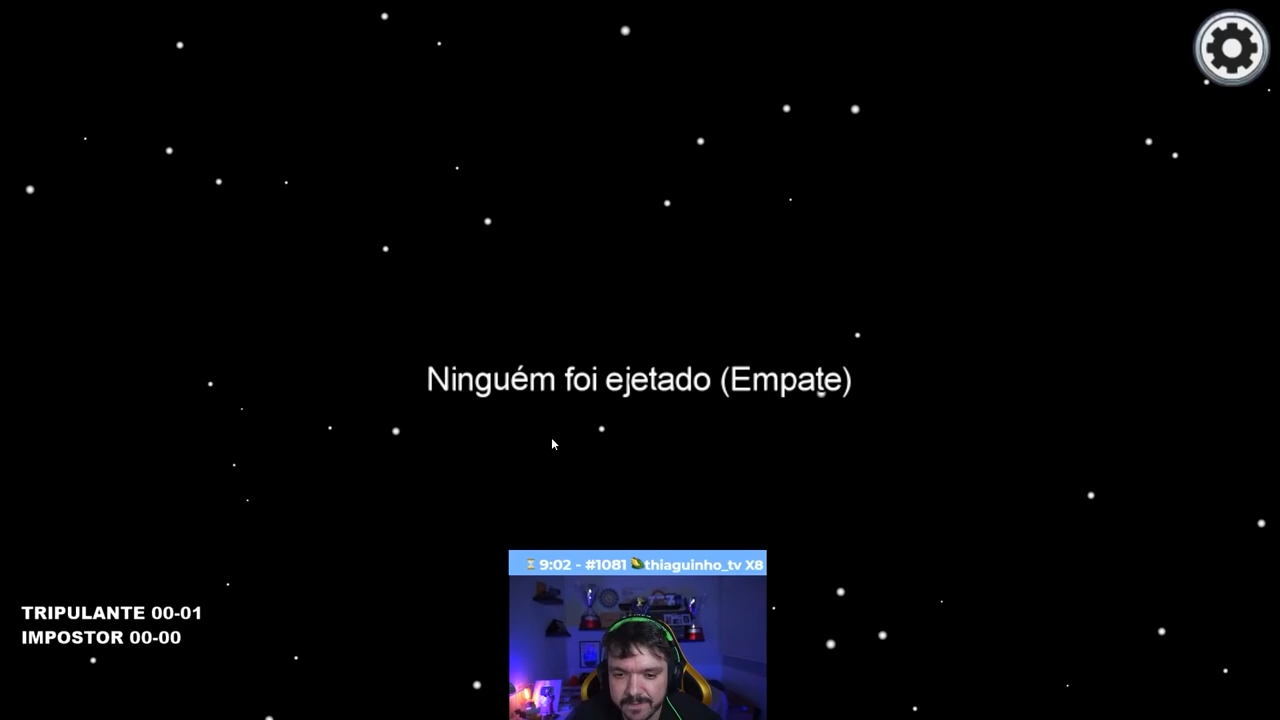 Ninguém foi ejetado (Empate)
9:02 - #1081 thiaguinho_tv X8
TRIPULANTE 00-01
IMPOSTOR 00-00